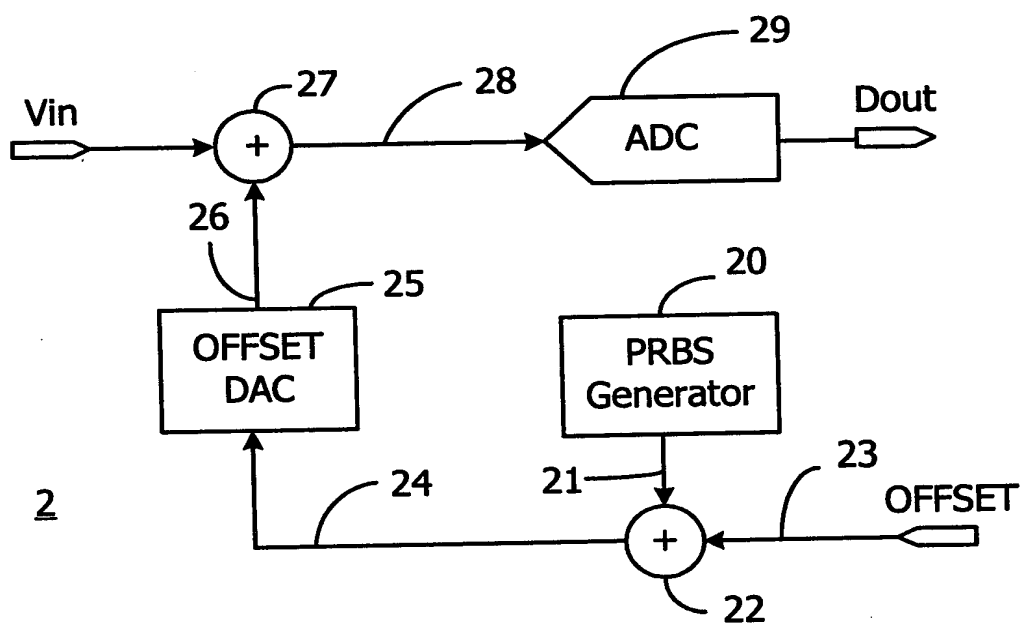 29
27
28
Vin
Dout
+
ADC
26
25
20
OFFSET
DAC
PRBS
Generator
24
21
23
2
OFFSET
+
22